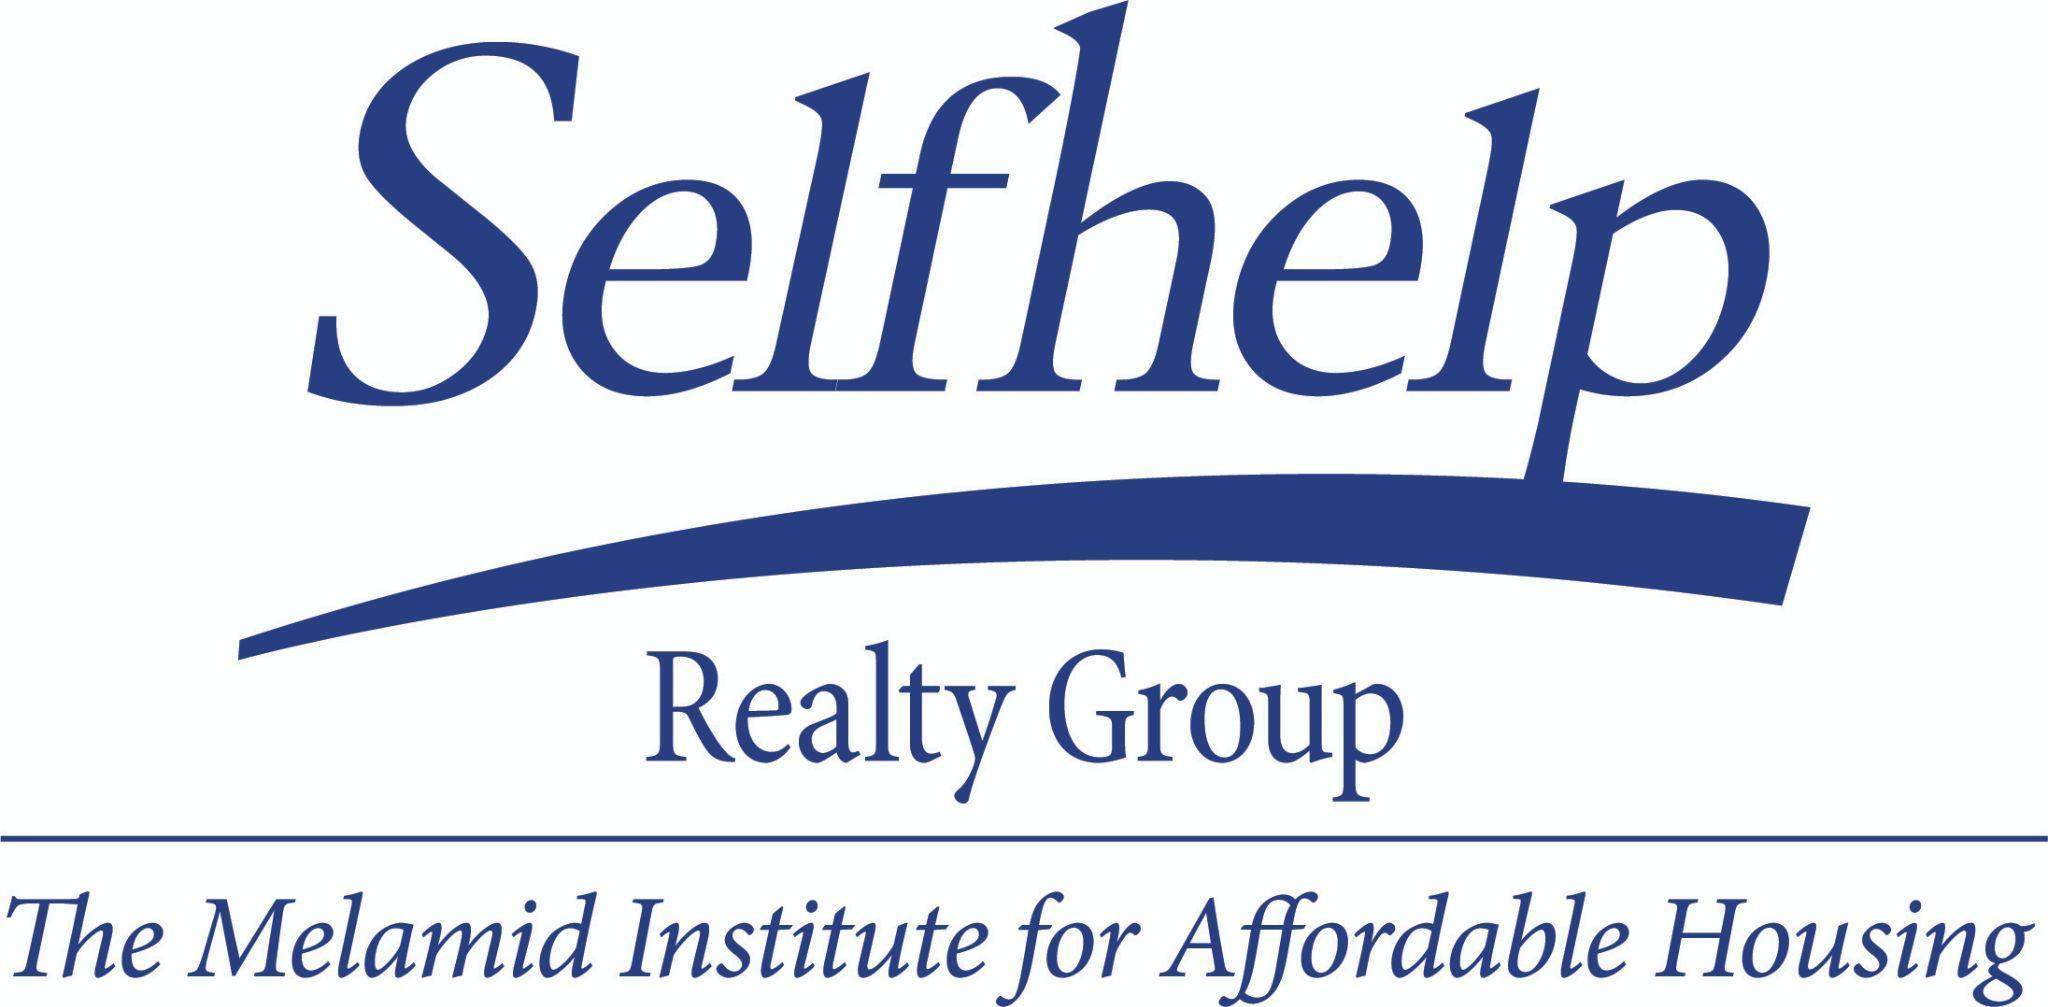 Selfhelp
Realty Group
The Melamid Institute for Affordable Housing